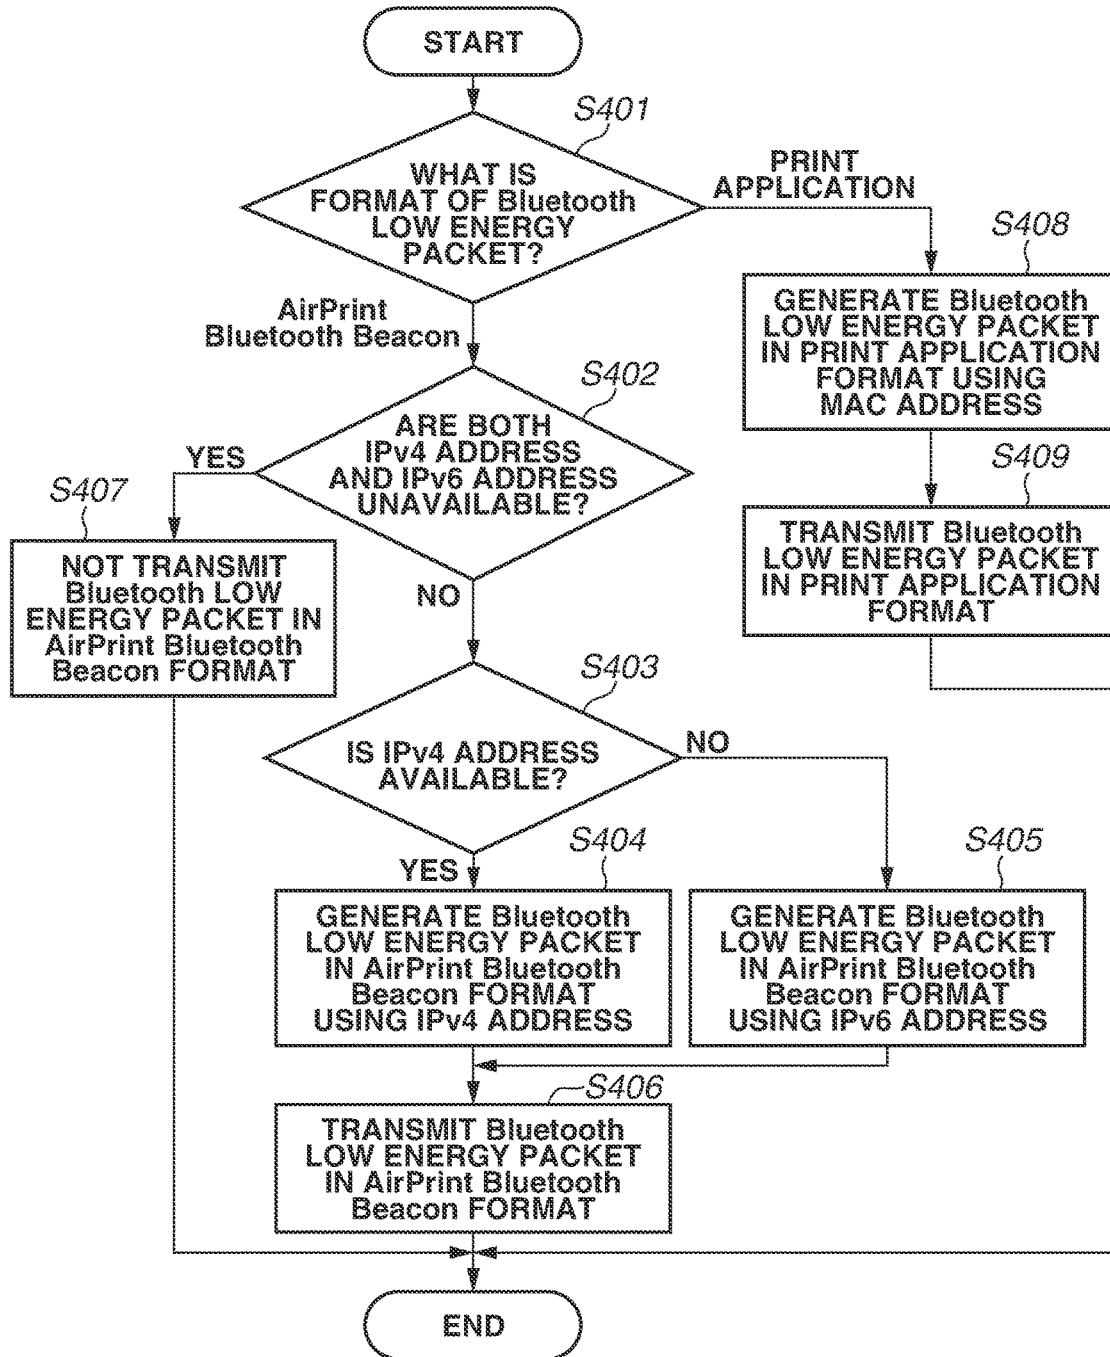 START
S401
WHAT IS
FORMAT OF Bluetooth
LOW ENERGY
PACKET?
PRINT
APPLICATION
AirPrint
Bluetooth Beacon
S408
GENERATE Bluetooth
LOW ENERGY PACKET
IN PRINT APPLICATION
FORMAT USING
MAC ADDRESS
S402
ARE BOTH
IPv4 ADDRESS
AND IPv6 ADDRESS
UNAVAILABLE?
YES
NO
S409
TRANSMIT Bluetooth
LOW ENERGY PACKET
IN PRINT APPLICATION
FORMAT
S407
NOT TRANSMIT
Bluetooth LOW
ENERGY PACKET IN
AirPrint Bluetooth
Beacon FORMAT
S403
IS IPv4 ADDRESS
AVAILABLE?
NO
YES
S404
GENERATE Bluetooth
LOW ENERGY PACKET
IN AirPrint Bluetooth
Beacon FORMAT
USING IPv4 ADDRESS
S405
GENERATE Bluetooth
LOW ENERGY PACKET
IN AirPrint Bluetooth
Beacon FORMAT
USING IPv6 ADDRESS
S406
TRANSMIT Bluetooth
LOW ENERGY PACKET
IN AirPrint Bluetooth
Beacon FORMAT
END